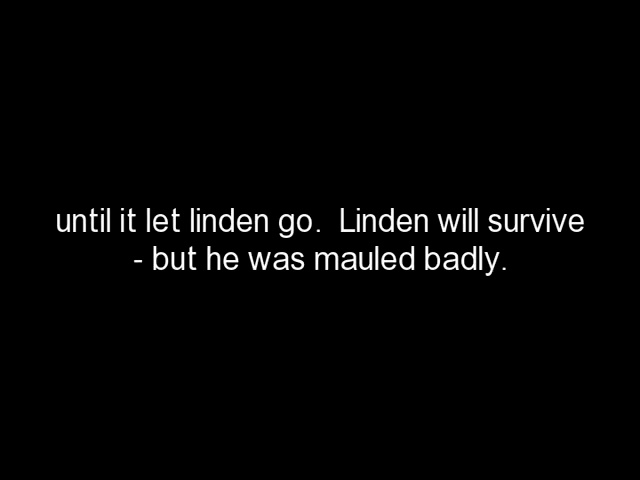 until it let linden go.  Linden will survive
- but he was mauled badly.